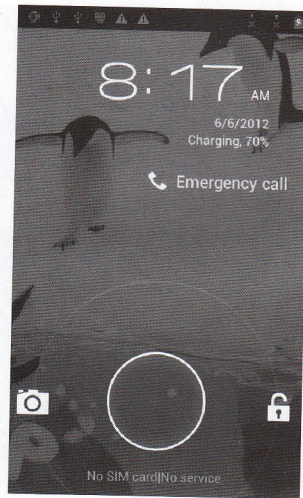 8:17 AM
6/6/2012
Charging, 70%
Emergency call
No SIM card|No service